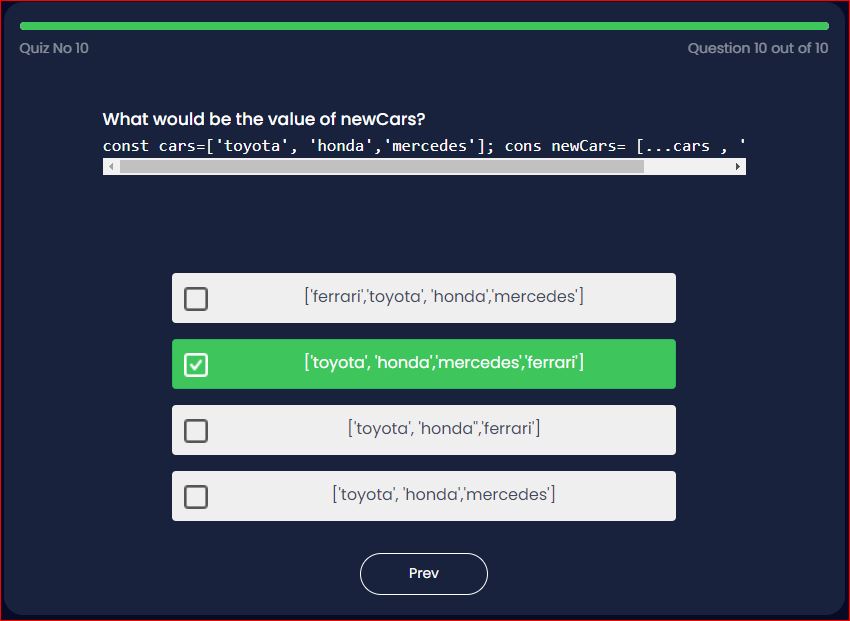 Quiz No 10
Question 10 out of 10
What would be the value of newCars?
const cars=['toyota', 'honda','mercedes']; cons newCars= [...cars , '
['ferrari','toyota', 'honda','mercedes']
['toyota', 'honda','mercedes','ferrari']
['toyota', 'honda'','ferrari']
['toyota', 'honda','mercedes']
Prev